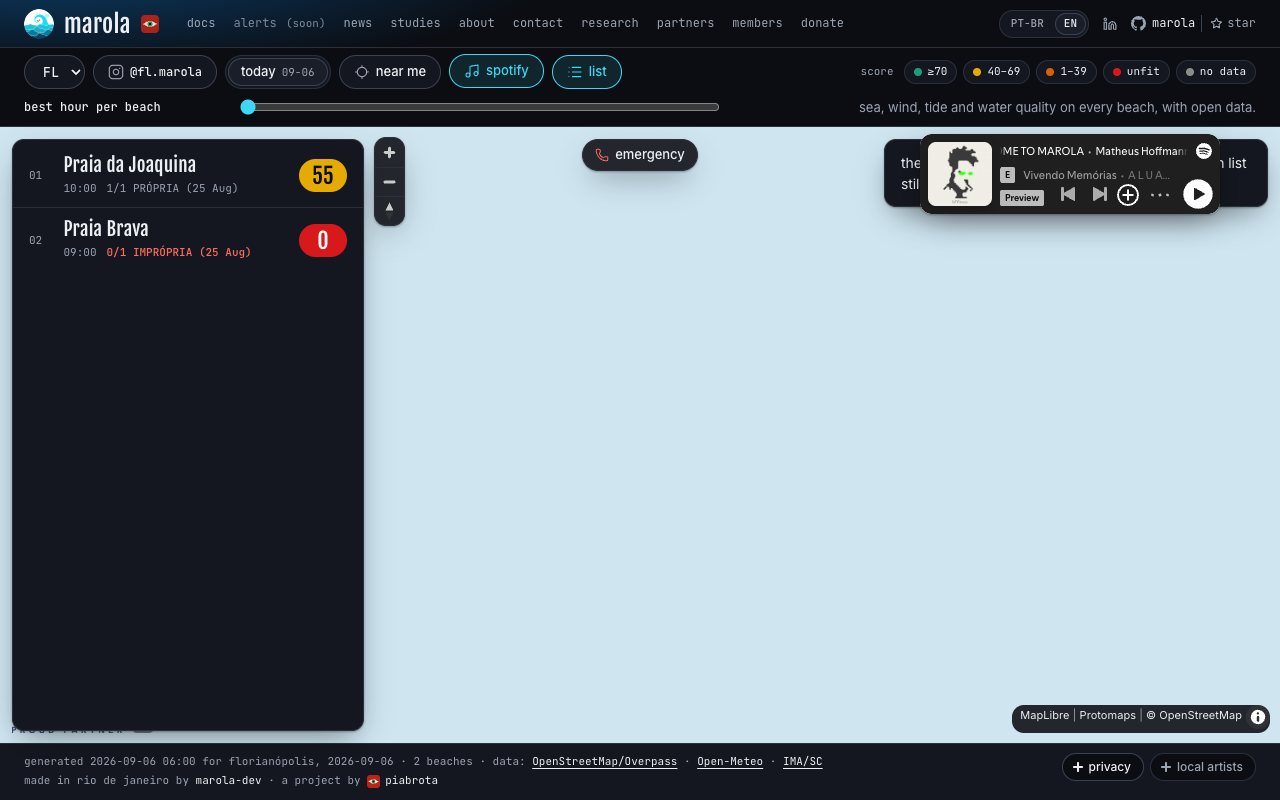 marola docs alerts (soon) news studies about contact research partners members donate PT-BR EN marola star
FL @fl.marola today 09-06 near me spotify list score ≥70 40–69 1–39 unfit no data
best hour per beach sea, wind, tide and water quality on every beach, with open data.
emergency
01 Praia da Joaquina 55
10:00 1/1 PRÓPRIA (25 Aug)
02 Praia Brava 0
09:00 0/1 IMPRÓPRIA (25 Aug)
the list
stil
ME TO MAROLA • Matheus Hoffman
E Vivendo Memórias • A L U A...
Preview
MapLibre | Protomaps | © OpenStreetMap
generated 2026-09-06 06:00 for florianópolis, 2026-09-06 · 2 beaches · data: OpenStreetMap/Overpass · Open-Meteo · IMA/SC
made in rio de janeiro by marola-dev · a project by piabrota
privacy local artists